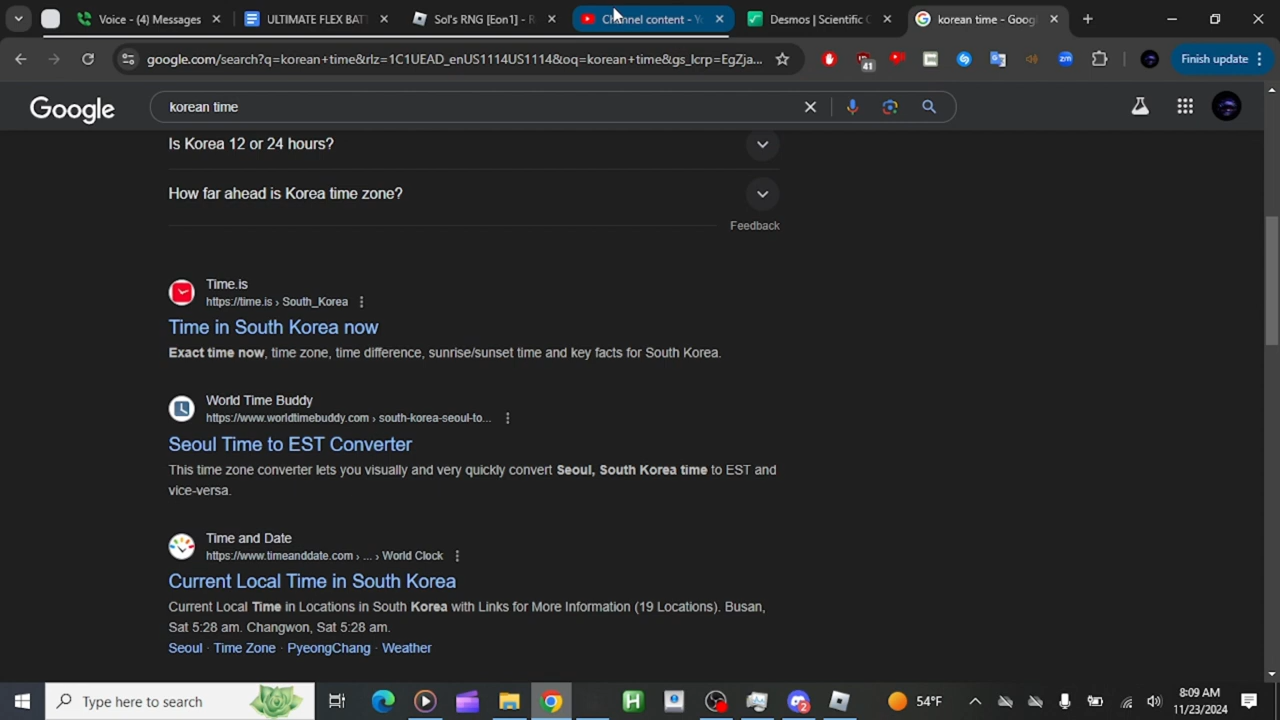 Voice - (4) Messages
ULTIMATE FLEX BATT
Sol's RNG [Eon1] - R
Channel content - Yo
Desmos | Scientific C
korean time - Goog
google.com/search?q=korean+time&rlz=1C1UEAD_enUS1114US1114&oq=korean+time&gs_lcrp=EgZja...
41
zm
Finish update
Google
korean time
Is Korea 12 or 24 hours?
How far ahead is Korea time zone?
Feedback
Time.is
https://time.is › South_Korea
Time in South Korea now
Exact time now, time zone, time difference, sunrise/sunset time and key facts for South Korea.
World Time Buddy
https://www.worldtimebuddy.com › south-korea-seoul-to...
Seoul Time to EST Converter
This time zone converter lets you visually and very quickly convert Seoul, South Korea time to EST and
vice-versa.
Time and Date
https://www.timeanddate.com › ... › World Clock
Current Local Time in South Korea
Current Local Time in Locations in South Korea with Links for More Information (19 Locations). Busan,
Sat 5:28 am. Changwon, Sat 5:28 am.
Seoul · Time Zone · PyeongChang · Weather
Type here to search
H
2
54°F
8:09 AM
11/23/2024